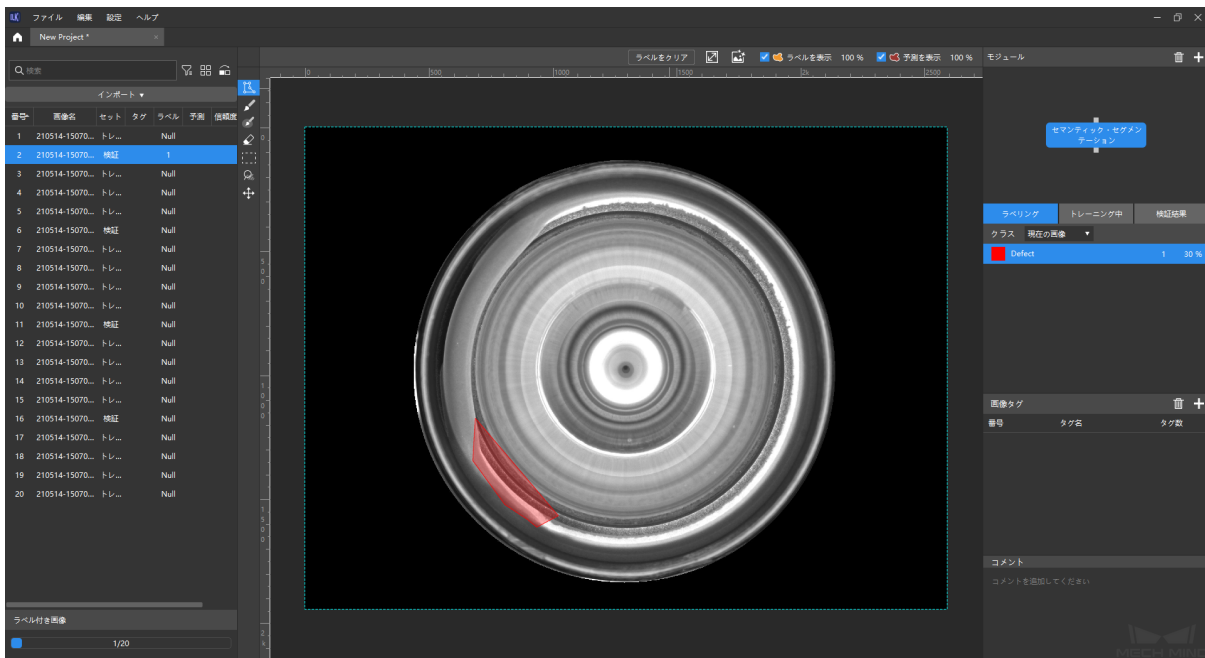 ファイル 編集 設定 ヘルプ
New Project *
検索
インポート
番号 画像名 セット タグ ラベル 予測 信頼度
1 210514-15070... トレ... Null
2 210514-15070... 検証 1
3 210514-15070... トレ... Null
4 210514-15070... トレ... Null
5 210514-15070... トレ... Null
6 210514-15070... 検証 Null
7 210514-15070... トレ... Null
8 210514-15070... トレ... Null
9 210514-15070... トレ... Null
10 210514-15070... トレ... Null
11 210514-15070... 検証 Null
12 210514-15070... トレ... Null
13 210514-15070... トレ... Null
14 210514-15070... トレ... Null
15 210514-15070... トレ... Null
16 210514-15070... 検証 Null
17 210514-15070... トレ... Null
18 210514-15070... トレ... Null
19 210514-15070... トレ... Null
20 210514-15070... トレ... Null
ラベル付き画像
1/20
ラベルをクリア ラベルを表示 100 % 予測を表示 100 %
0 500 1000 1500 2k 2500
0
500
1000
1500
2k
モジュール
セマンティック・セグメン
テーション
ラベリング トレーニング中 検証結果
クラス 現在の画像
Defect 1 30 %
画像タグ
番号 タグ名 タグ数
コメント
コメントを追加してください
MECH MIND